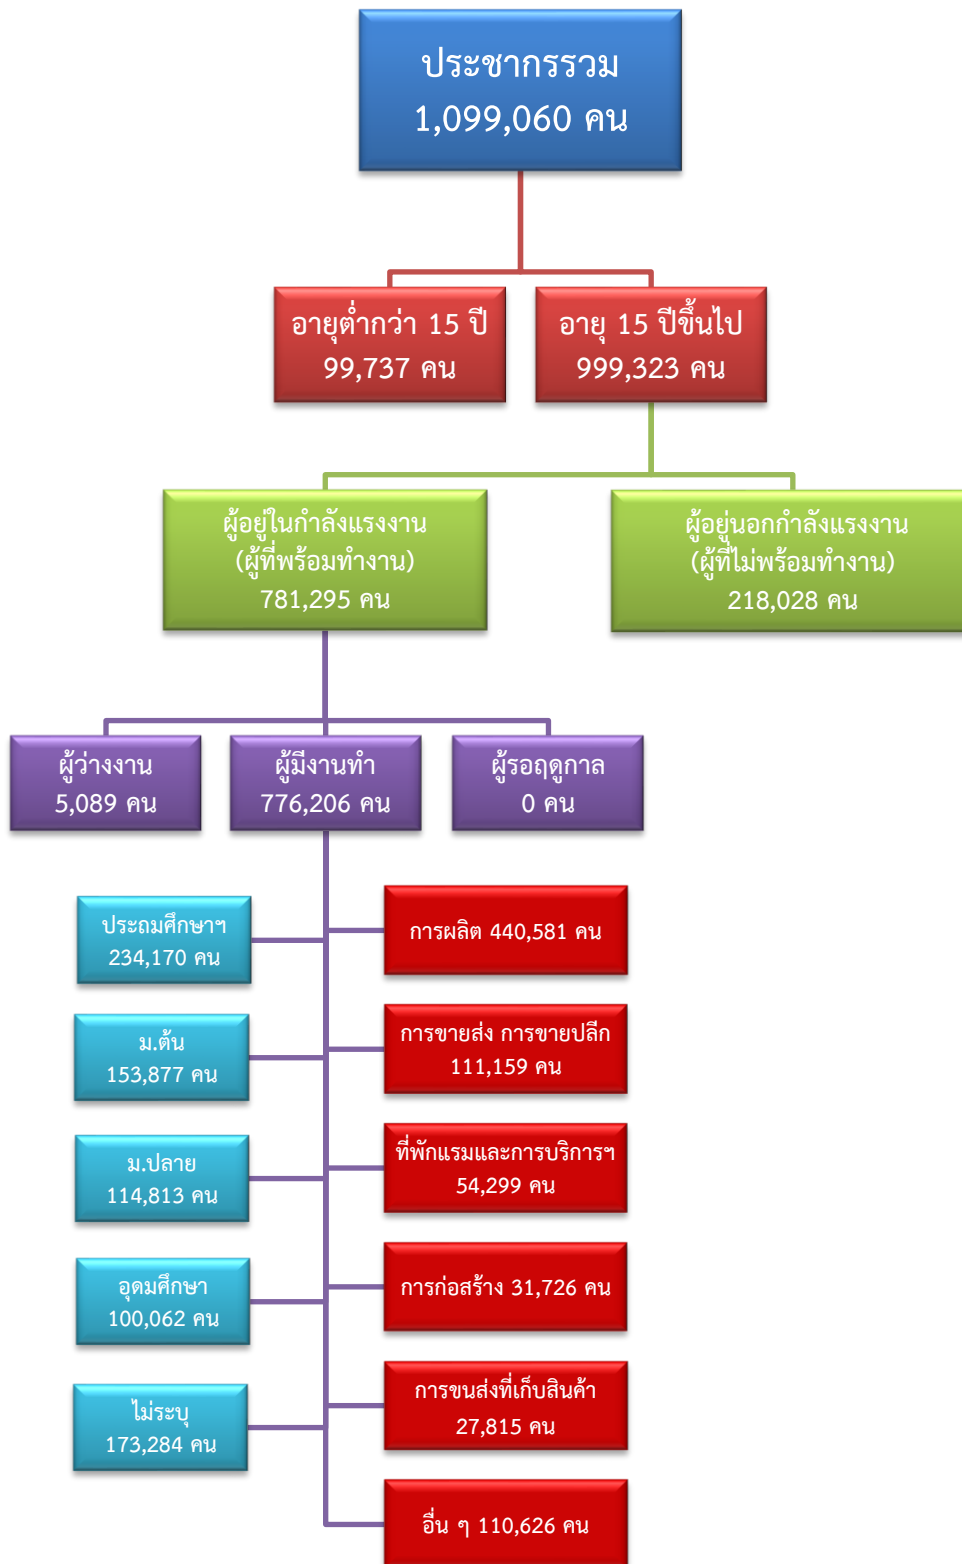 ประชากรรวม
1,099,060 คน
อายุต่ำกว่า 15 ปี
99,737 คน
อายุ 15 ปีขึ้นไป
999,323 คน
ผู้อยู่ในกำลังแรงงาน
(ผู้ที่พร้อมทำงาน)
781,295 คน
ผู้อยู่นอกกำลังแรงงาน
(ผู้ที่ไม่พร้อมทำงาน)
218,028 คน
ผู้ว่างงาน
5,089 คน
ผู้มีงานทำ
776,206 คน
ผู้รอฤดูกาล
0 คน
ประถมศึกษาฯ
234,170 คน
ม.ต้น
153,877 คน
ม.ปลาย
114,813 คน
อุดมศึกษา
100,062 คน
ไม่ระบุ
173,284 คน
การผลิต 440,581 คน
การขายส่ง การขายปลีก
111,159 คน
ที่พักแรมและการบริการฯ
54,299 คน
การก่อสร้าง 31,726 คน
การขนส่งที่เก็บสินค้า
27,815 คน
อื่น ๆ 110,626 คน